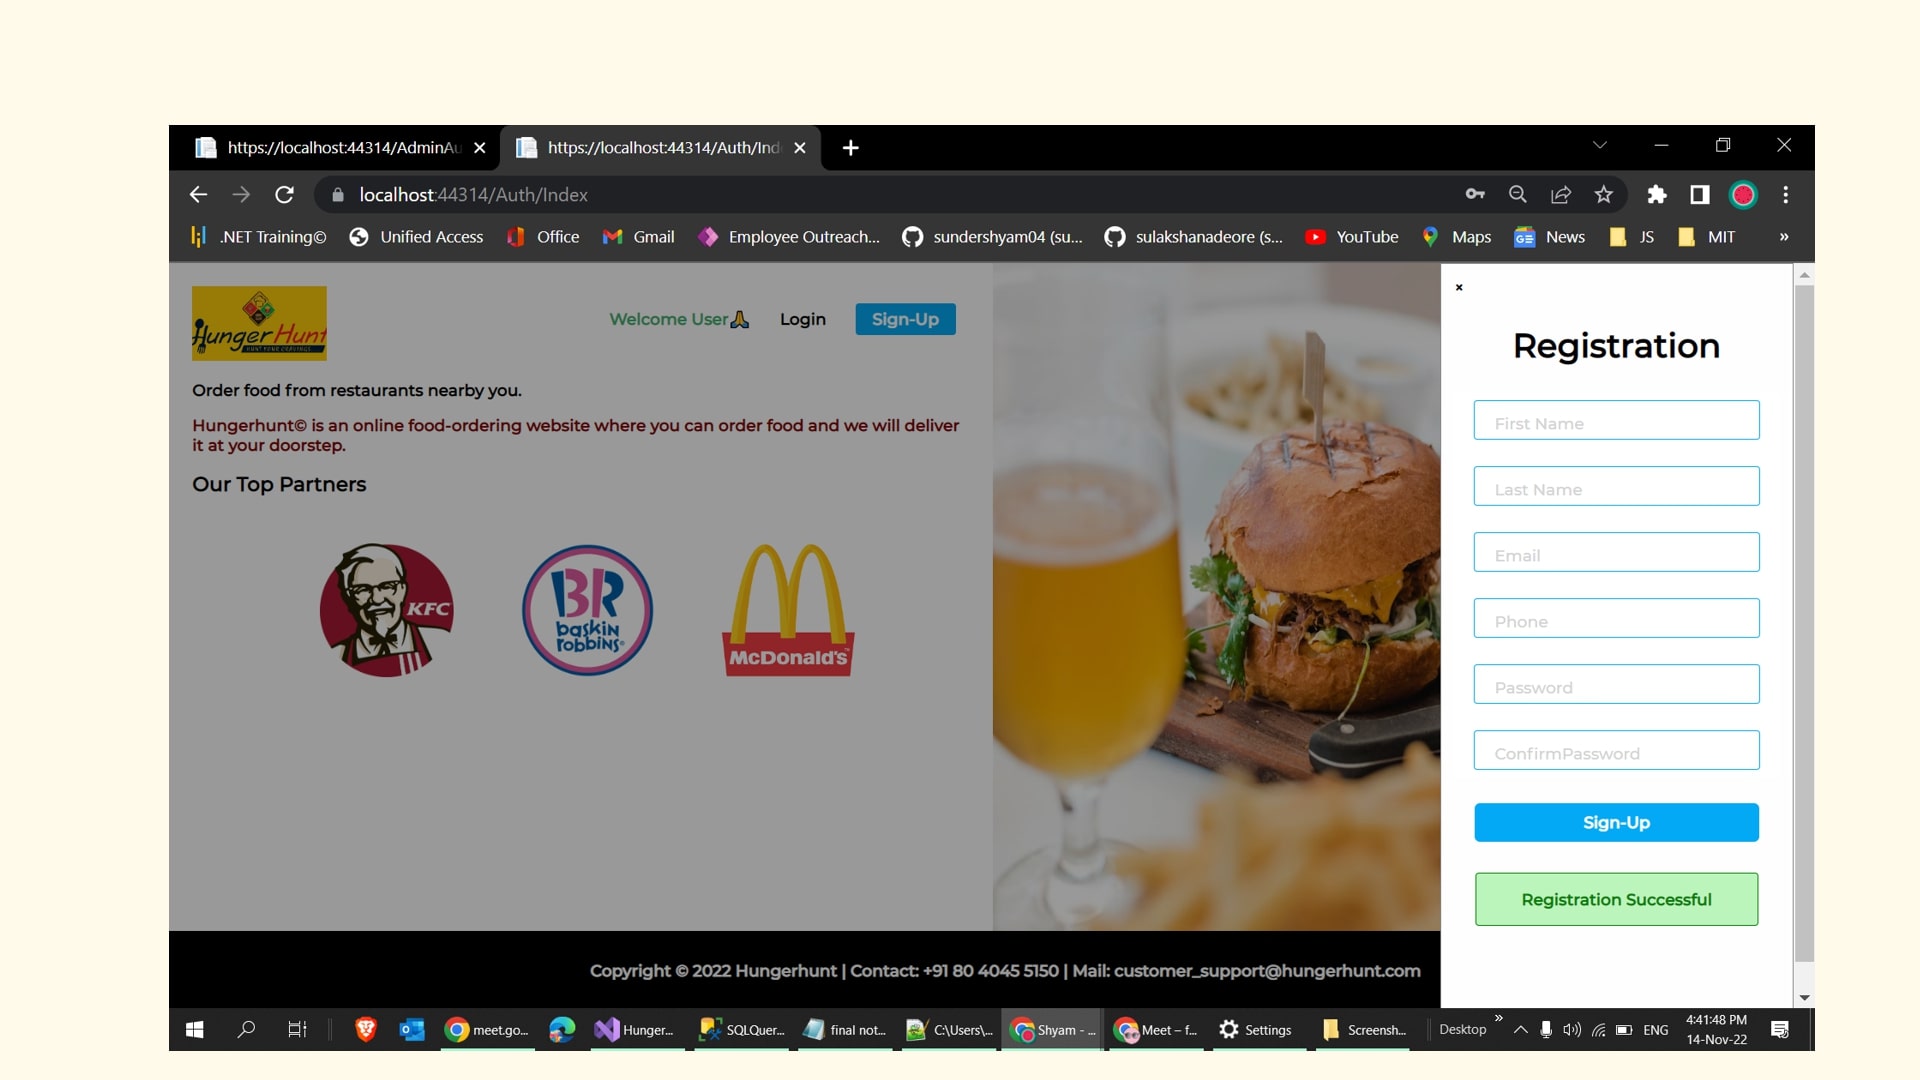 https://localhost:44314/AdminAu
https://localhost:44314/Auth/Ind
localhost:44314/Auth/Index
.NET Training©
Unified Access
Office
Gmail
Employee Outreach...
sundershyam04 (su...
sulakshanadeore (s...
YouTube
Maps
News
JS
MIT
»
Hunger Hunt
Welcome User🙏
Login
Sign-Up
Order food from restaurants nearby you.
Hungerhunt© is an online food-ordering website where you can order food and we will deliver
it at your doorstep.
Our Top Partners
KFC
BR
baskin
robbins
McDonald's
×
Registration
First Name
Last Name
Email
Phone
Password
ConfirmPassword
Sign-Up
Registration Successful
Copyright © 2022 Hungerhunt | Contact: +91 80 4045 5150 | Mail: customer_support@hungerhunt.com
meet.go...
Hunger...
SQLQuer...
final not...
C:\Users\...
Shyam - ...
Meet – f...
Settings
Screensh...
Desktop
»
ENG
4:41:48 PM
14-Nov-22